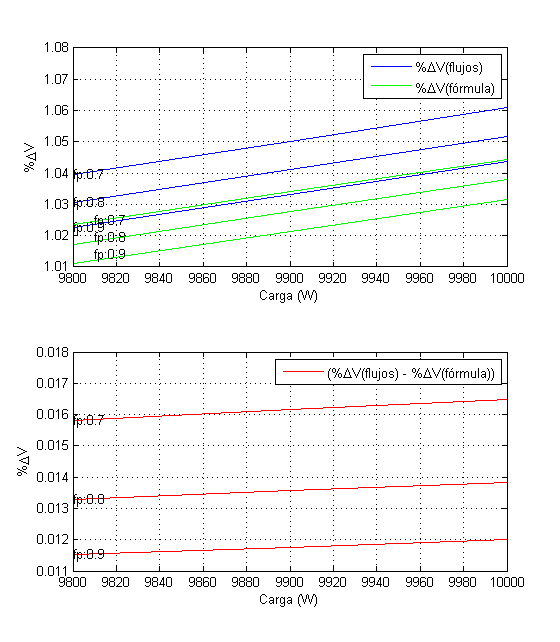 1.08
1.07
1.06
1.05
1.04
1.03
1.02
1.01
%ΔV
%ΔV(flujos)
%ΔV(fórmula)
fp:0.7
fp:0.8
fp:0.7
fp:0.9
fp:0.8
fp:0.9
9800 9820 9840 9860 9880 9900 9920 9940 9960 9980 10000
Carga (W)
0.018
0.017
0.016
0.015
0.014
0.013
0.012
0.011
%ΔV
(%ΔV(flujos) - %ΔV(fórmula))
fp:0.7
fp:0.8
fp:0.9
9800 9820 9840 9860 9880 9900 9920 9940 9960 9980 10000
Carga (W)